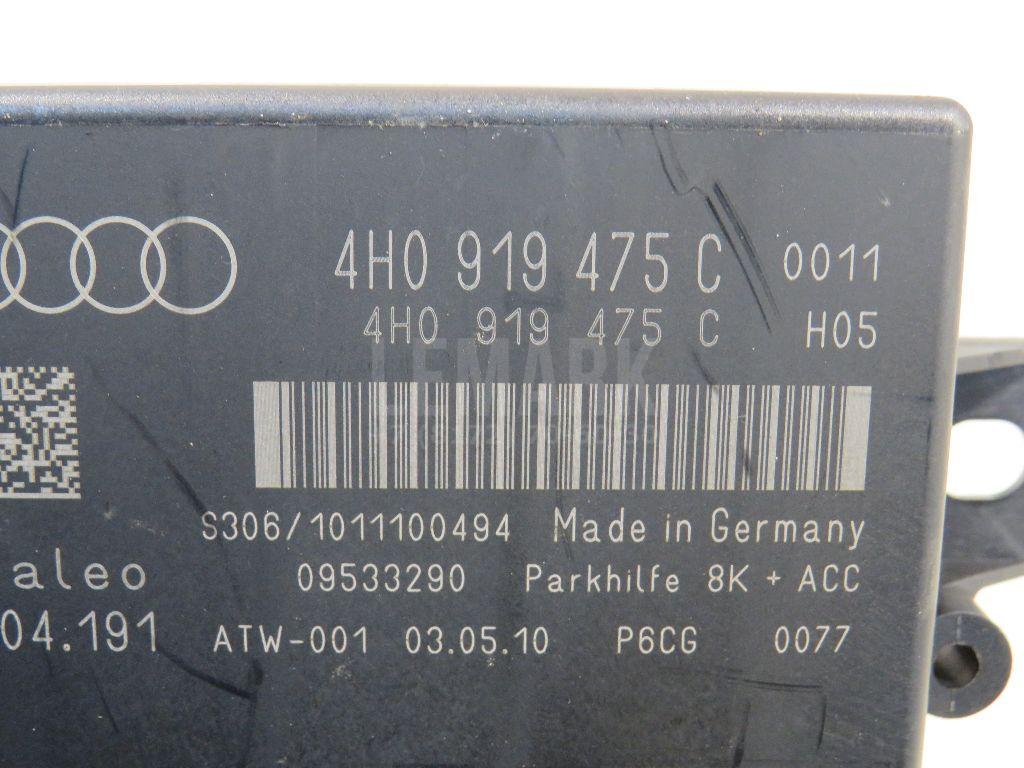 4H0 919 475 C 0011
4H0 919 475 C H05
LEMARK
S306/1011100494 Made in Germany
aleo 09533290 Parkhilfe 8K + ACC
04.191 ATW-001 03.05.10 P6CG 0077